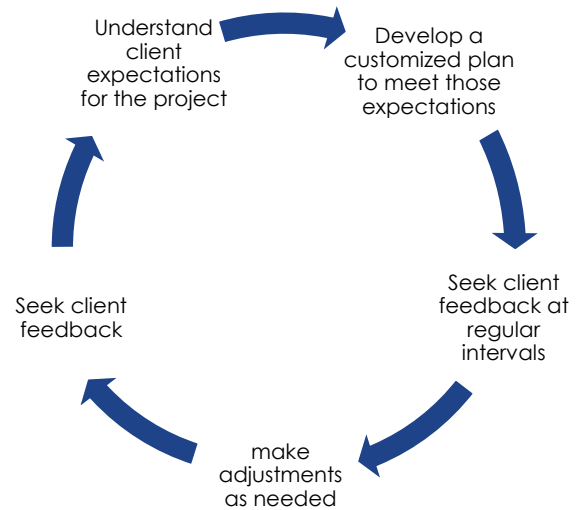 Understand
client
expectations
for the project
Develop a
customized plan
to meet those
expectations
Seek client
feedback at
regular
intervals
make
adjustments
as needed
Seek client
feedback